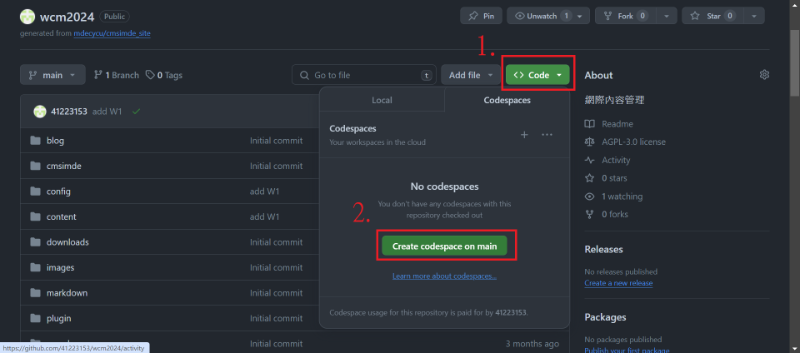 wcm2024 Public
Pin Unwatch 1 Fork 0 Star 0
generated from mdecycu/cmsimde_site
1.
main 1 Branch 0 Tags Go to file t Add file <> Code
About
網際內容管理
Local Codespaces
41223153 add W1
Codespaces
Your workspaces in the cloud
Readme
AGPL-3.0 license
Activity
0 stars
1 watching
0 forks
blog Initial commit
cmsimde Initial commit
config add W1
content add W1
downloads Initial commit
images Initial commit
markdown Initial commit
plugin Initial commit
3 months ago
No codespaces
You don't have any codespaces with this
repository checked out
2.
Create codespace on main
Learn more about codespaces...
Codespace usage for this repository is paid for by 41223153.
Releases
No releases published
Create a new release
Packages
No packages published
Publish your first package
https://github.com/41223153/wcm2024/activity